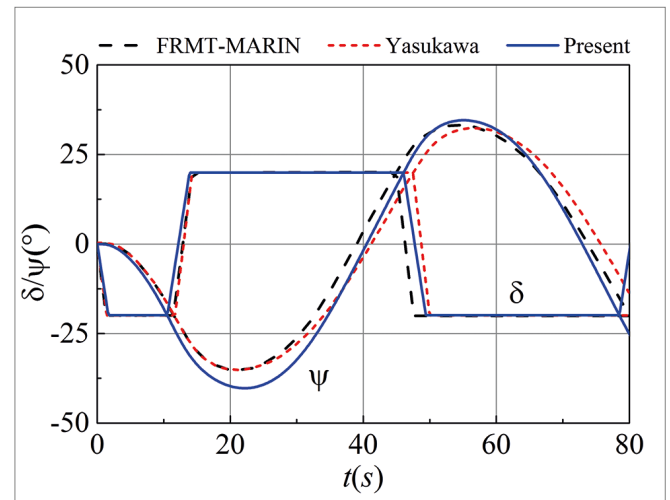 FRMT-MARIN Yasukawa Present
50
25
0
-25
-50
δ/ψ(°)
δ
ψ
0 20 40 60 80
t(s)